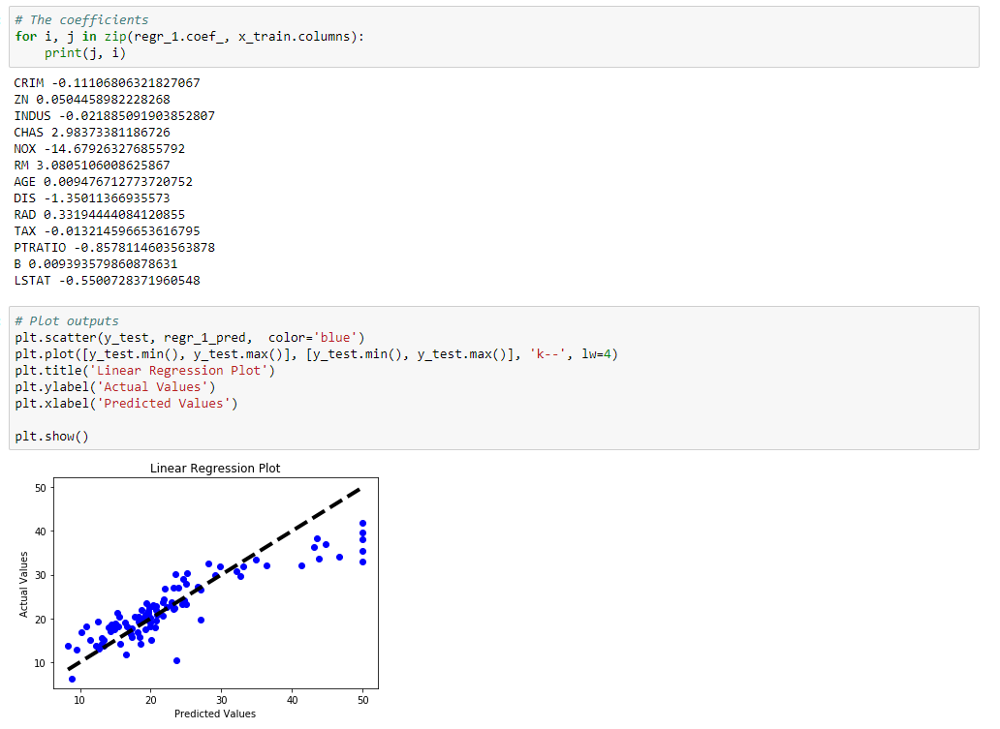 # The coefficients
for i, j in zip(regr_1.coef_, x_train.columns):
    print(j, i)
CRIM -0.11106806321827067
ZN 0.0504458982228268
INDUS -0.021885091903852807
CHAS 2.98373381186726
NOX -14.679263276855792
RM 3.0805106008625867
AGE 0.009476712773720752
DIS -1.35011366935573
RAD 0.33194444084120855
TAX -0.013214596653616795
PTRATIO -0.8578114603563878
B 0.009393579860878631
LSTAT -0.5500728371960548
# Plot outputs
plt.scatter(y_test, regr_1_pred,  color='blue')
plt.plot([y_test.min(), y_test.max()], [y_test.min(), y_test.max()], 'k--', lw=4)
plt.title('Linear Regression Plot')
plt.ylabel('Actual Values')
plt.xlabel('Predicted Values')
plt.show()
Linear Regression Plot
Actual Values
50
40
30
20
10
10 20 30 40 50
Predicted Values